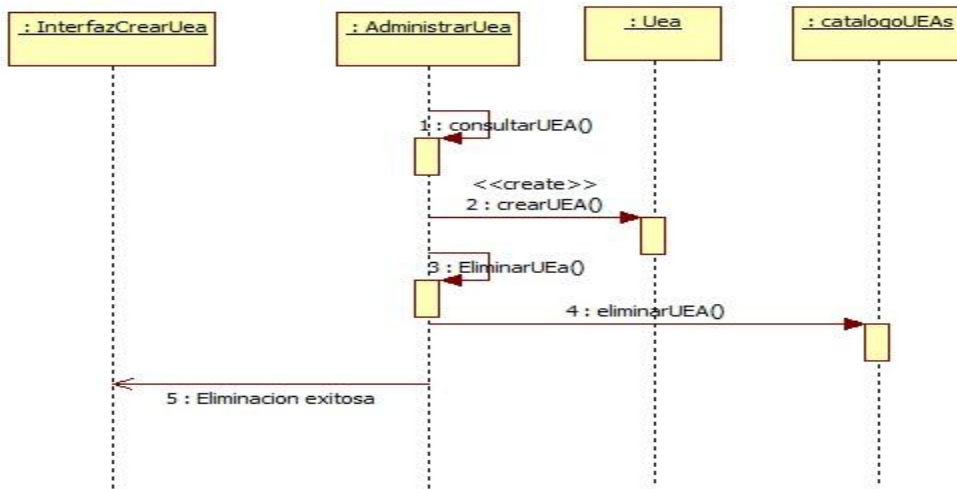 : InterfazCrearUea
: AdministrarUea
: Uea
: catalogoUEAs
1 : consultarUEA()
<<create>>
2 : crearUEA()
3 : EliminarUEa()
4 : eliminarUEA()
5 : Eliminacion exitosa